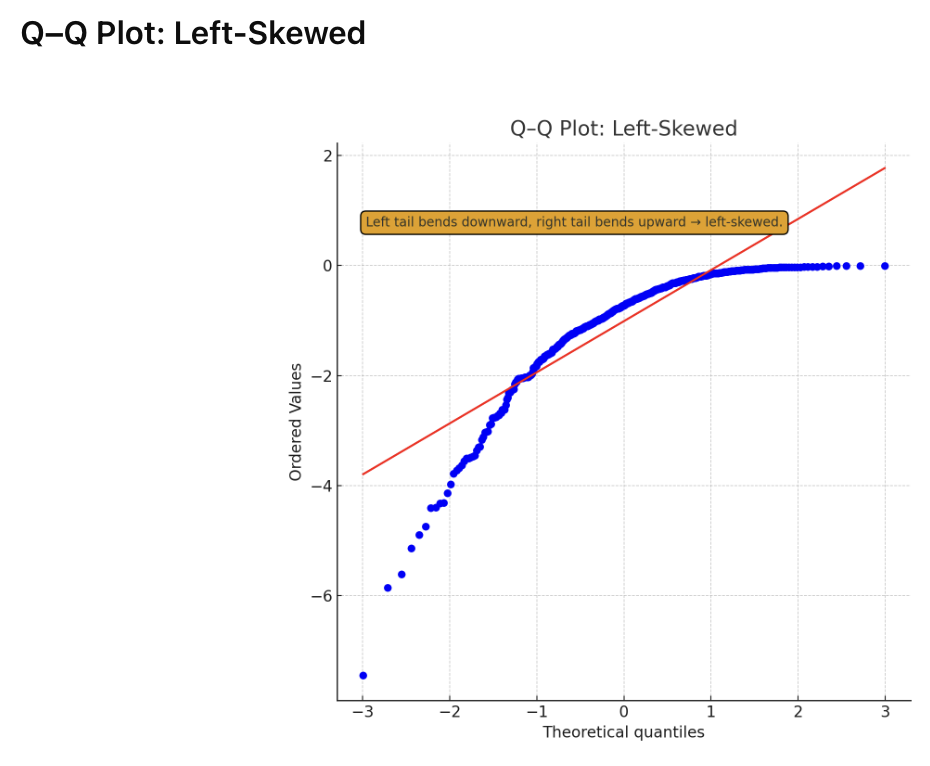 Q–Q Plot: Left-Skewed
Q–Q Plot: Left-Skewed
2
Left tail bends downward, right tail bends upward → left-skewed.
0
−2
−4
−6
Ordered Values
−3 −2 −1 0 1 2 3
Theoretical quantiles